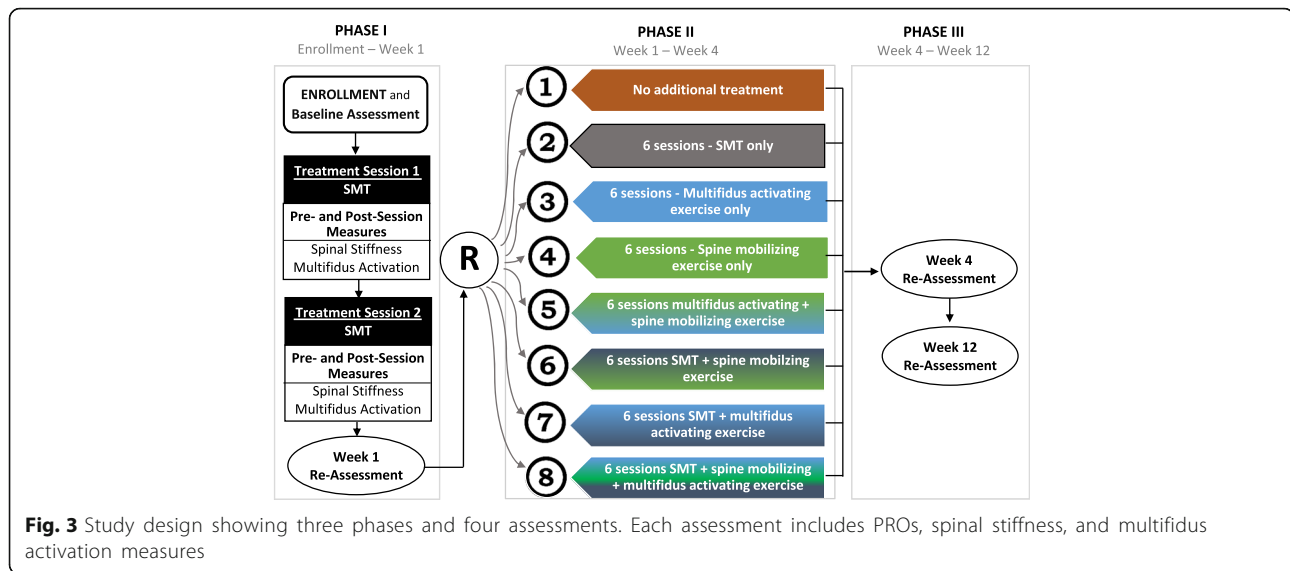 PHASE I
Enrollment – Week 1
ENROLLMENT and
Baseline Assessment
Treatment Session 1
SMT
Pre- and Post-Session
Measures
Spinal Stiffness
Multifidus Activation
Treatment Session 2
SMT
Pre- and Post-Session
Measures
Spinal Stiffness
Multifidus Activation
Week 1
Re-Assessment
R
PHASE II
Week 1 – Week 4
1
No additional treatment
2
6 sessions - SMT only
3
6 sessions - Multifidus activating
exercise only
4
6 sessions - Spine mobilizing
exercise only
5
6 sessions multifidus activating +
spine mobilizing exercise
6
6 sessions SMT + spine mobilzing
exercise
7
6 sessions SMT + multifidus
activating exercise
8
6 sessions SMT + spine mobilizing
+ multifidus activating exercise
PHASE III
Week 4 – Week 12
Week 4
Re-Assessment
Week 12
Re-Assessment
Fig. 3 Study design showing three phases and four assessments. Each assessment includes PROs, spinal stiffness, and multifidus
activation measures